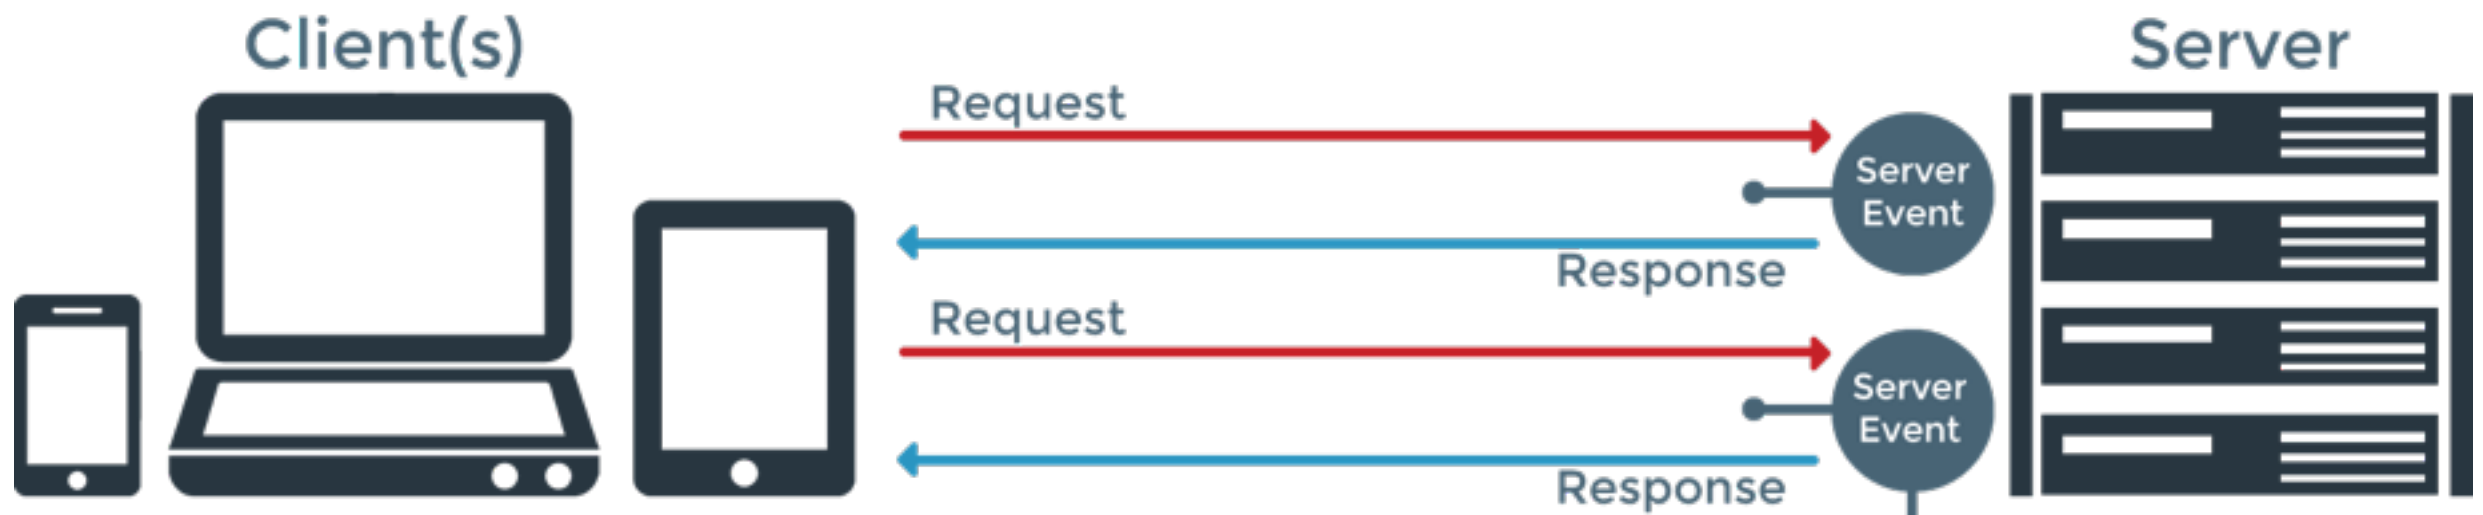 Client(s)
Server
Request
Server
Event
Response
Request
Server
Event
Response